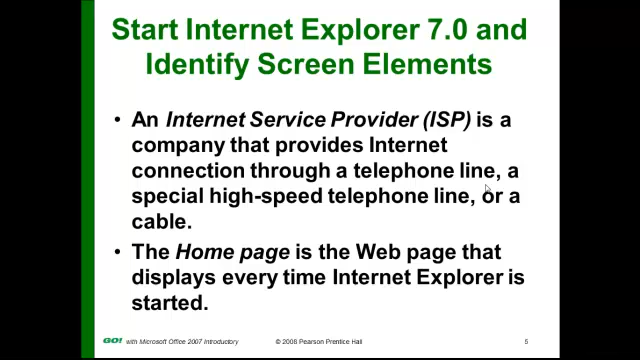 Start Internet Explorer 7.0 and
Identify Screen Elements
• An Internet Service Provider (ISP) is a
company that provides Internet
connection through a telephone line, a
special high-speed telephone line, or a
cable.
• The Home page is the Web page that
displays every time Internet Explorer is
started.
GO! with Microsoft Office 2007 Introductory © 2008 Pearson Prentice Hall 5